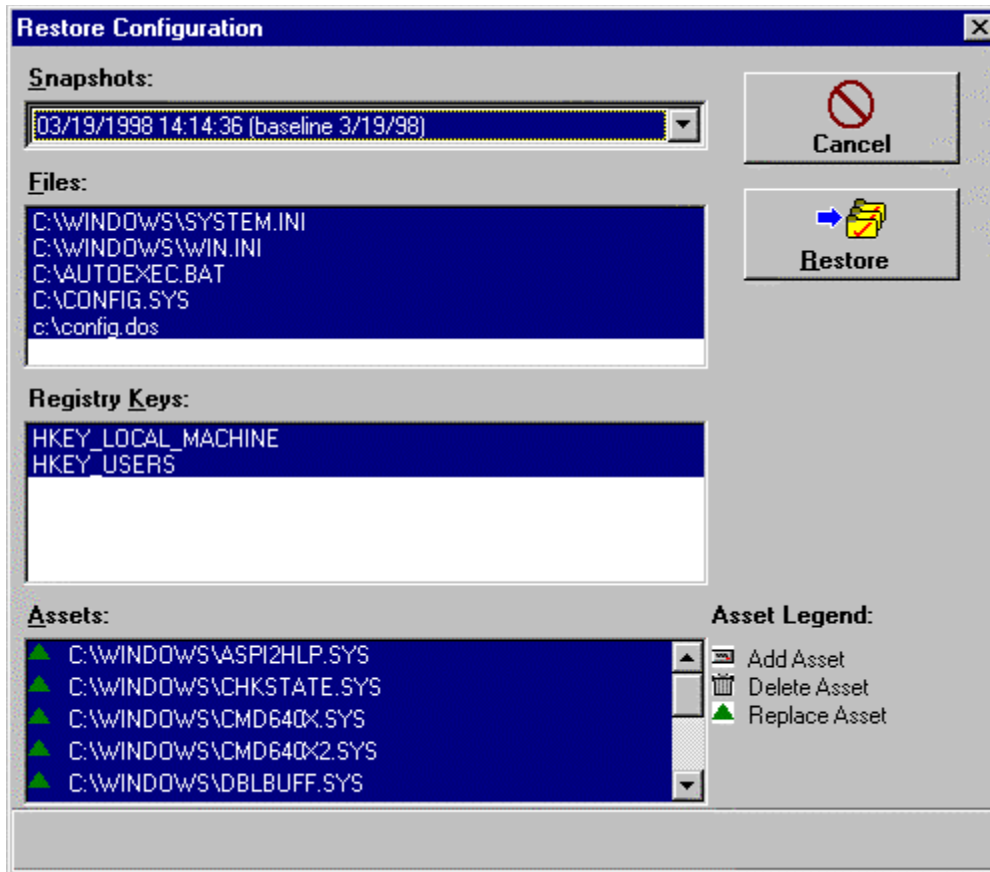 Restore Configuration
Snapshots:
03/19/1998 14:14:36 (baseline 3/19/98)
Cancel
Files:
C:\WINDOWS\SYSTEM.INI
C:\WINDOWS\WIN.INI
C:\AUTOEXEC.BAT
C:\CONFIG.SYS
c:\config.dos
Restore
Registry Keys:
HKEY_LOCAL_MACHINE
HKEY_USERS
Assets:
C:\WINDOWS\ASPI2HLP.SYS
C:\WINDOWS\CHKSTATE.SYS
C:\WINDOWS\CMD640X.SYS
C:\WINDOWS\CMD640X2.SYS
C:\WINDOWS\DBLBUFF.SYS
Asset Legend:
Add Asset
Delete Asset
Replace Asset